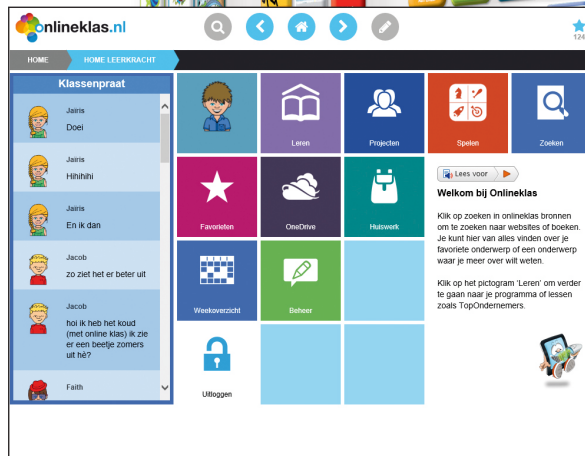 onlineklas.nl
124
HOME
HOME LEERKRACHT
Klassenpraat
Jairis
Doei
Jairis
Hihihihi
Jairis
En ik dan
Jacob
zo ziet het er beter uit
Jacob
hoi ik heb het koud
(met online klas) ik zie
er een beetje zomers
uit hè?
Faith
Leren
Projecten
Spelen
Zoeken
Favorieten
OneDrive
Huiswerk
Weekoverzicht
Beheer
Uitloggen
Lees voor
Welkom bij Onlineklas
Klik op zoeken in onlineklas bronnen
om te zoeken naar websites of boeken.
Je kunt hier van alles vinden over je
favoriete onderwerp of een onderwerp
waar je meer over wilt weten.
Klik op het pictogram 'Leren' om verder
te gaan naar je programma of lessen
zoals TopOndernemers.